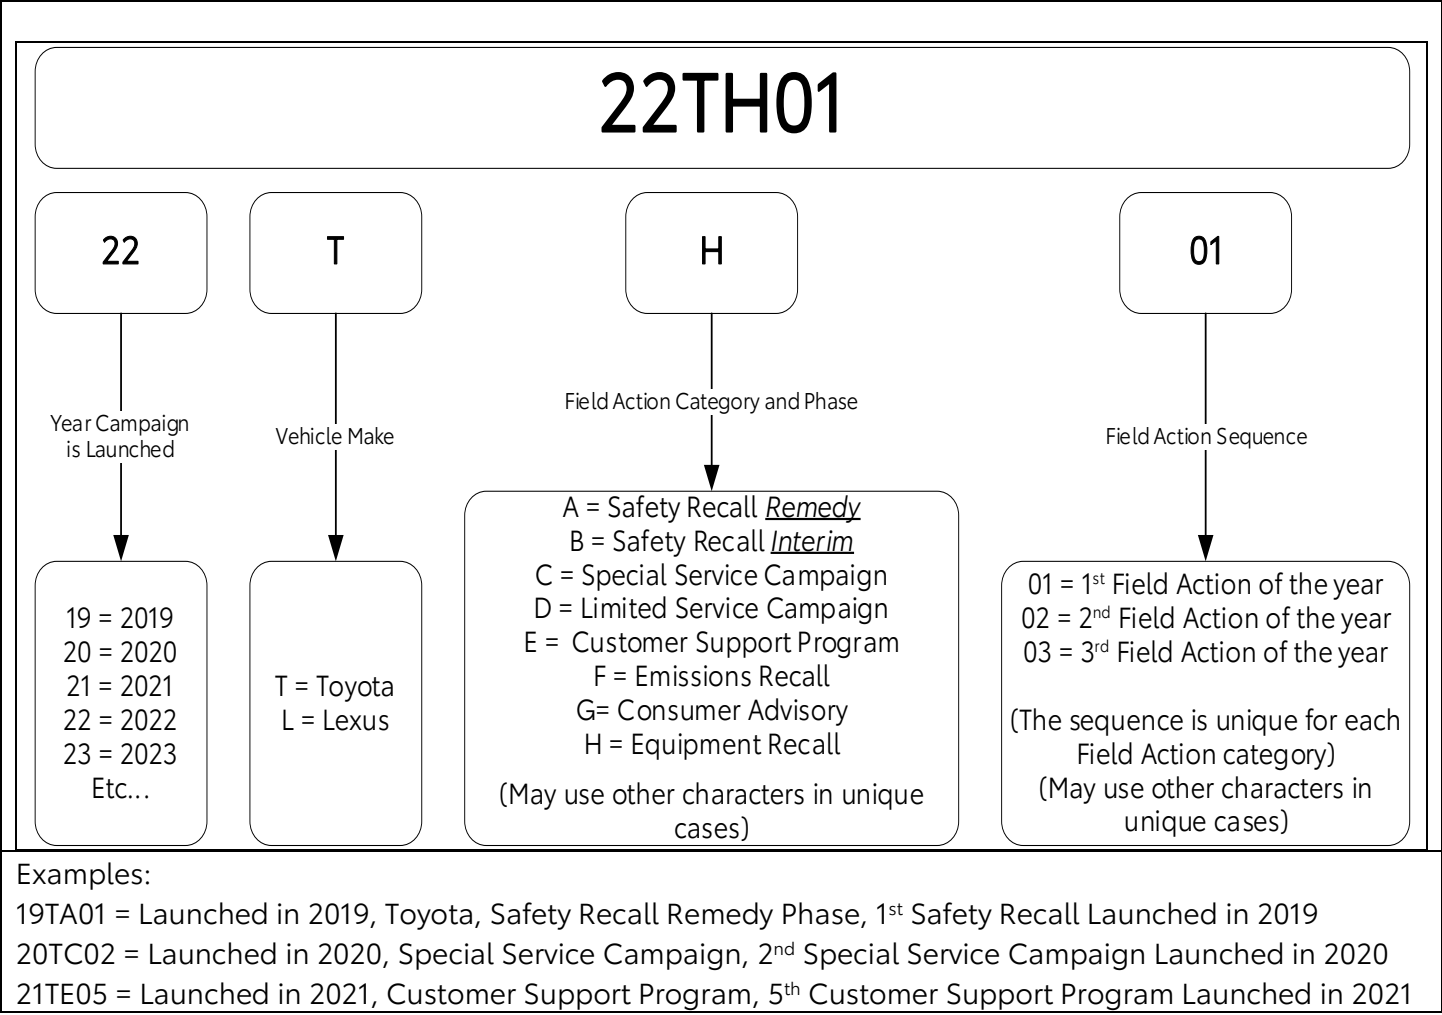 22TH01
22
T
H
01
Year Campaign
is Launched
Vehicle Make
Field Action Category and Phase
Field Action Sequence
19 = 2019
20 = 2020
21 = 2021
22 = 2022
23 = 2023
Etc...
T = Toyota
L = Lexus
A = Safety Recall Remedy
B = Safety Recall Interim
C = Special Service Campaign
D = Limited Service Campaign
E = Customer Support Program
F = Emissions Recall
G= Consumer Advisory
H = Equipment Recall
(May use other characters in unique
cases)
01 = 1st Field Action of the year
02 = 2nd Field Action of the year
03 = 3rd Field Action of the year
(The sequence is unique for each
Field Action category)
(May use other characters in
unique cases)
Examples:
19TA01 = Launched in 2019, Toyota, Safety Recall Remedy Phase, 1st Safety Recall Launched in 2019
20TC02 = Launched in 2020, Special Service Campaign, 2nd Special Service Campaign Launched in 2020
21TE05 = Launched in 2021, Customer Support Program, 5th Customer Support Program Launched in 2021